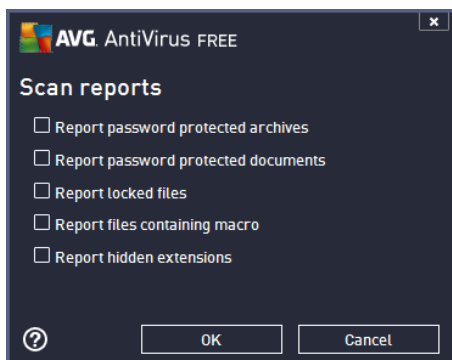 AVG. AntiVirus FREE
Scan reports
Report password protected archives
Report password protected documents
Report locked files
Report files containing macro
Report hidden extensions
?
OK
Cancel